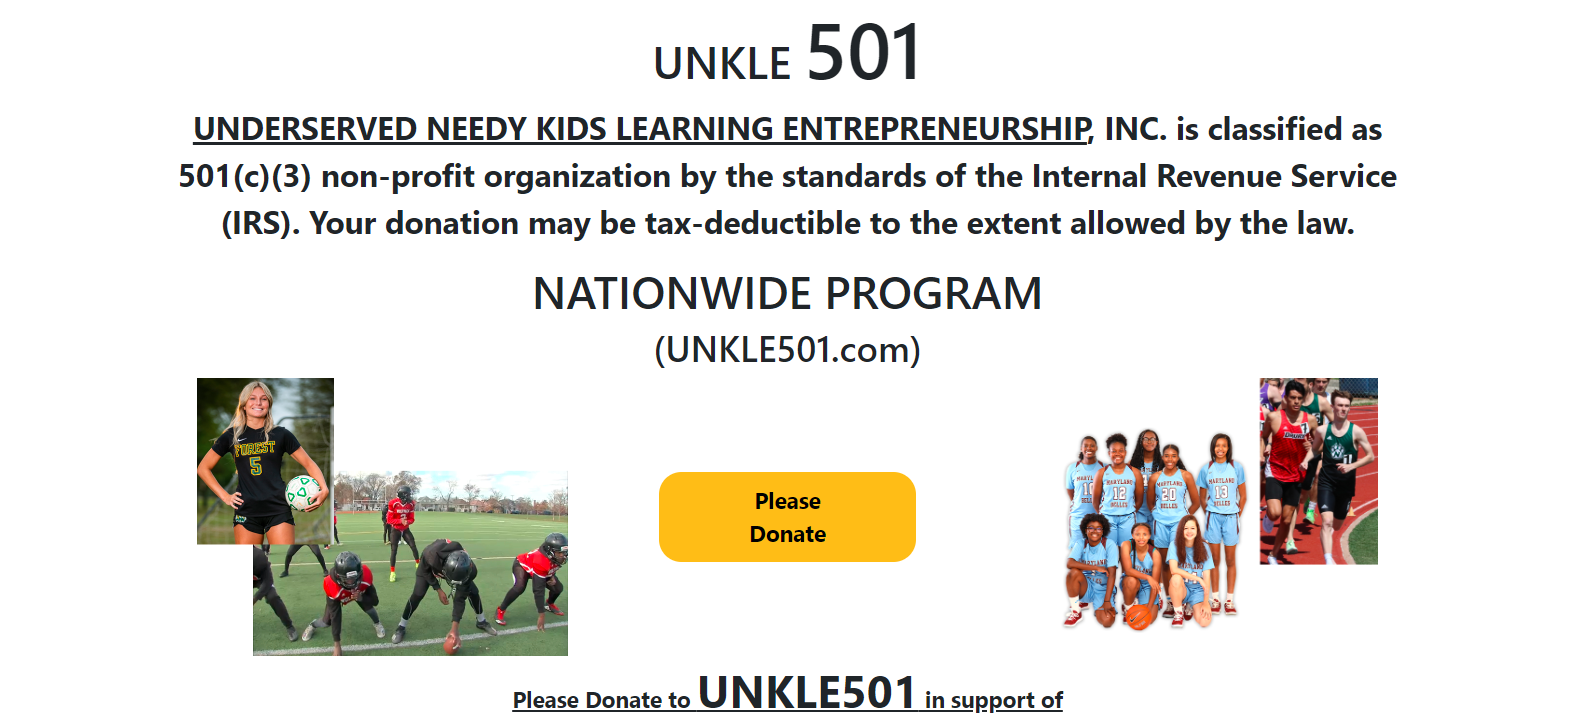 UNKLE 501
UNDERSERVED NEEDY KIDS LEARNING ENTREPRENEURSHIP, INC. is classified as
501(c)(3) non-profit organization by the standards of the Internal Revenue Service
(IRS). Your donation may be tax-deductible to the extent allowed by the law.
NATIONWIDE PROGRAM
(UNKLE501.com)
FOREST
5
Please
Donate
MARYLAND
12
BELLES
MARYLAND
20
BELLES
MARYLAND
13
BELLES
Please Donate to UNKLE501 in support of